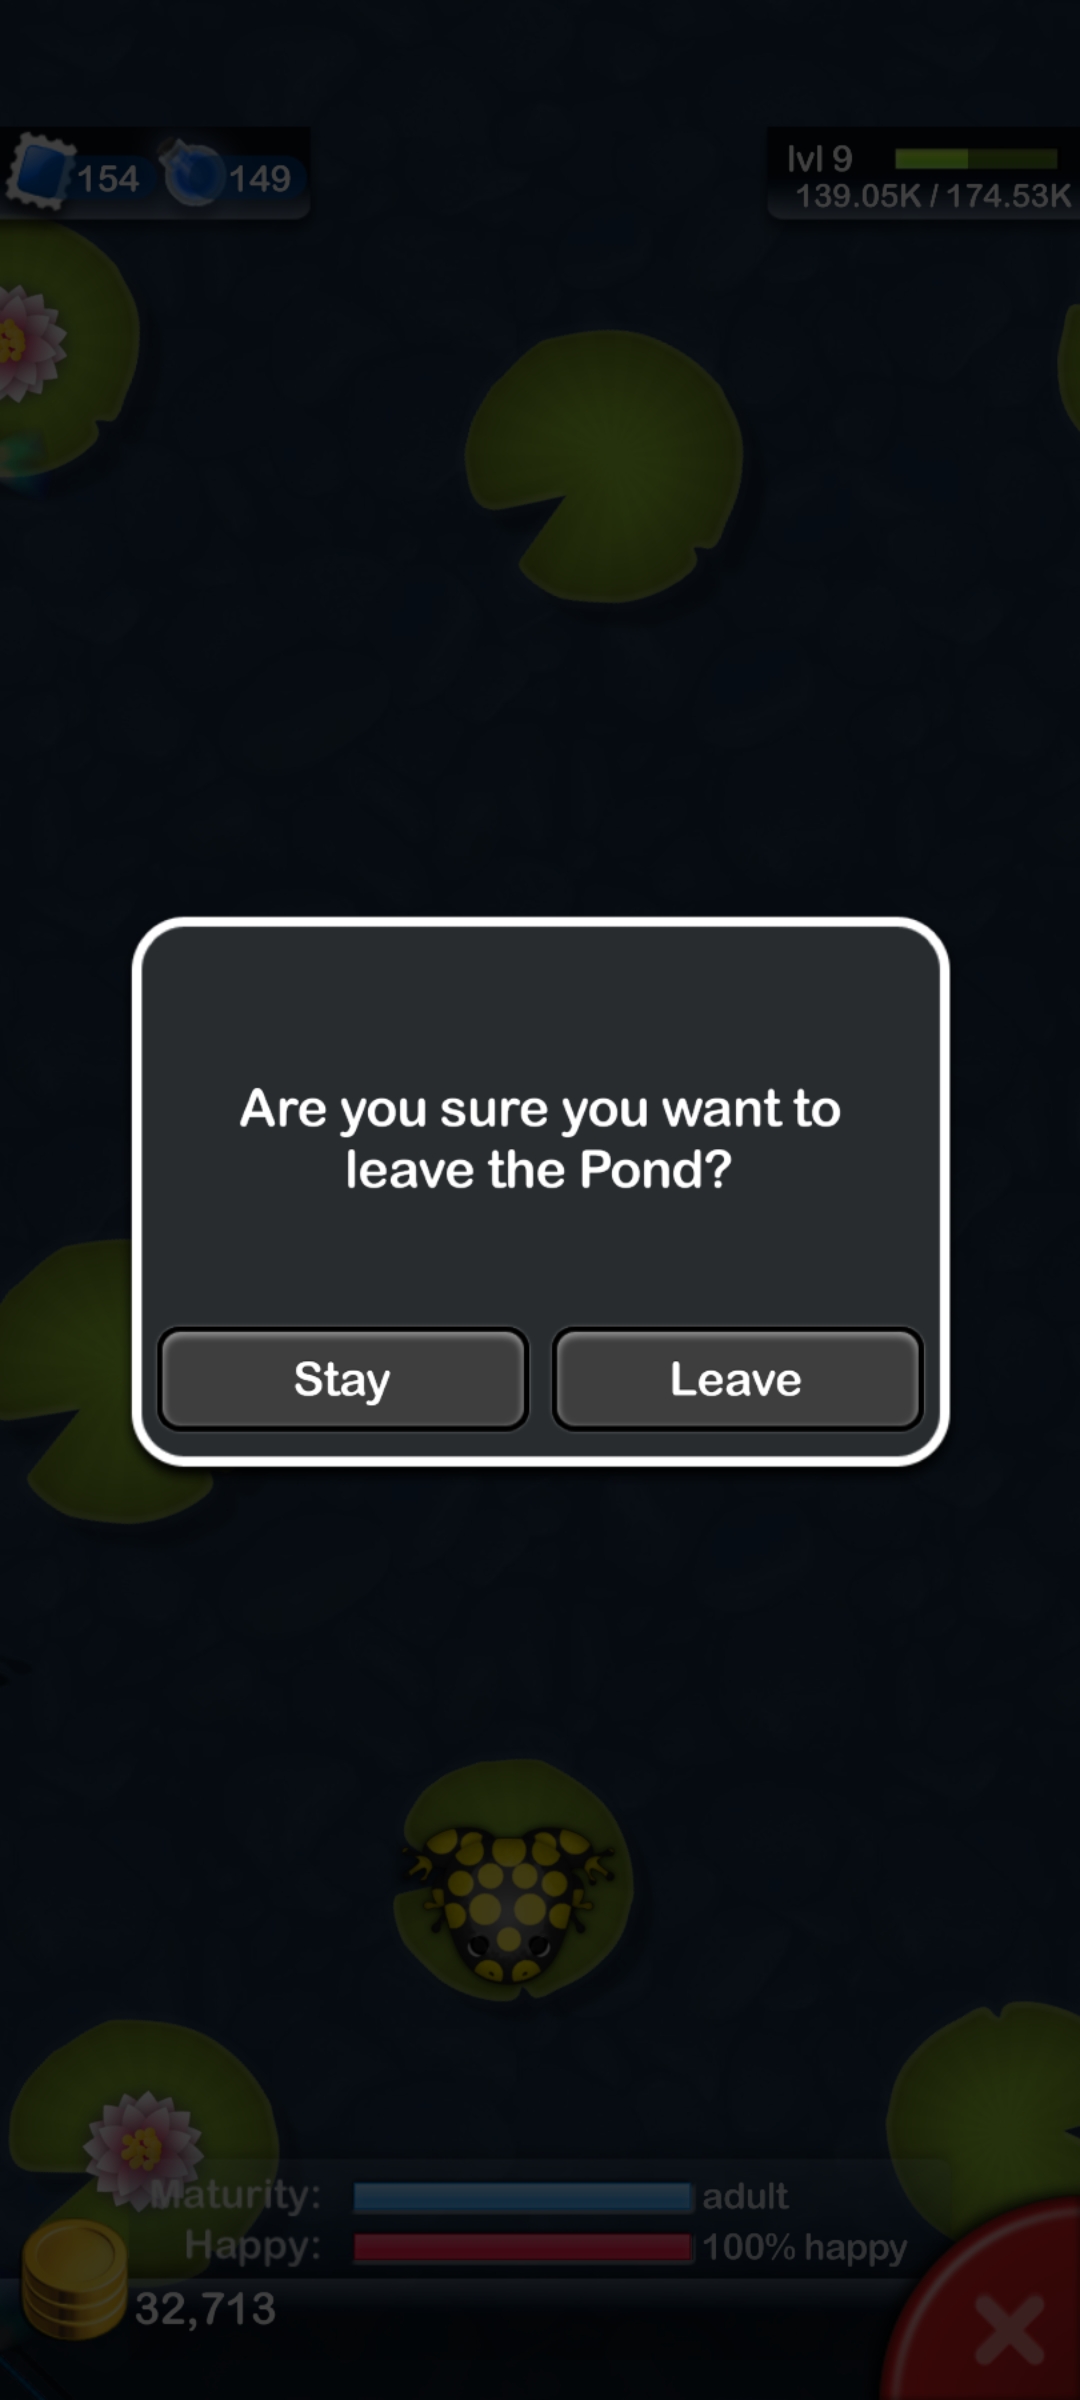 154 149
lvl 9
139.05K / 174.53K
Are you sure you want to
leave the Pond?
Stay Leave
Maturity: adult
Happy: 100% happy
32,713